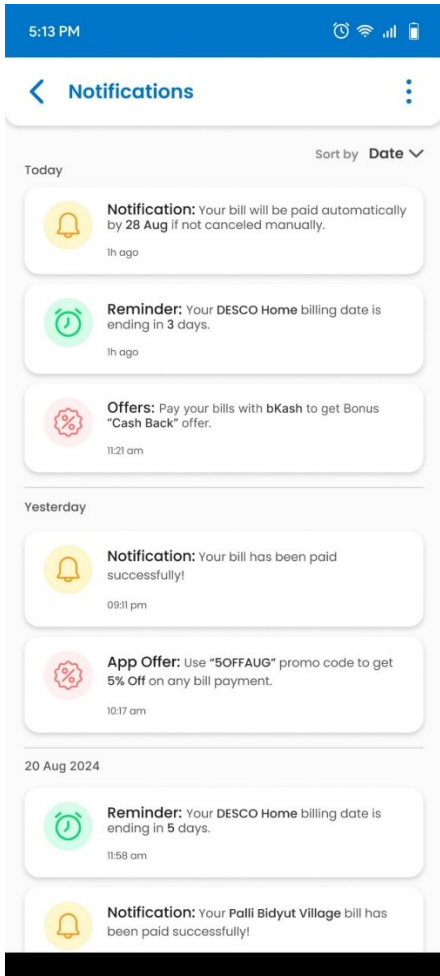 5:13 PM
Notifications
Sort by Date
Today
Notification: Your bill will be paid automatically
by 28 Aug if not canceled manually.
1h ago
Reminder: Your DESCO Home billing date is
ending in 3 days.
1h ago
Offers: Pay your bills with bKash to get Bonus
“Cash Back” offer.
11:21 am
Yesterday
Notification: Your bill has been paid
successfully!
09:11 pm
App Offer: Use “5OFFAUG” promo code to get
5% Off on any bill payment.
10:17 am
20 Aug 2024
Reminder: Your DESCO Home billing date is
ending in 5 days.
11:58 am
Notification: Your Palli Bidyut Village bill has
been paid successfully!